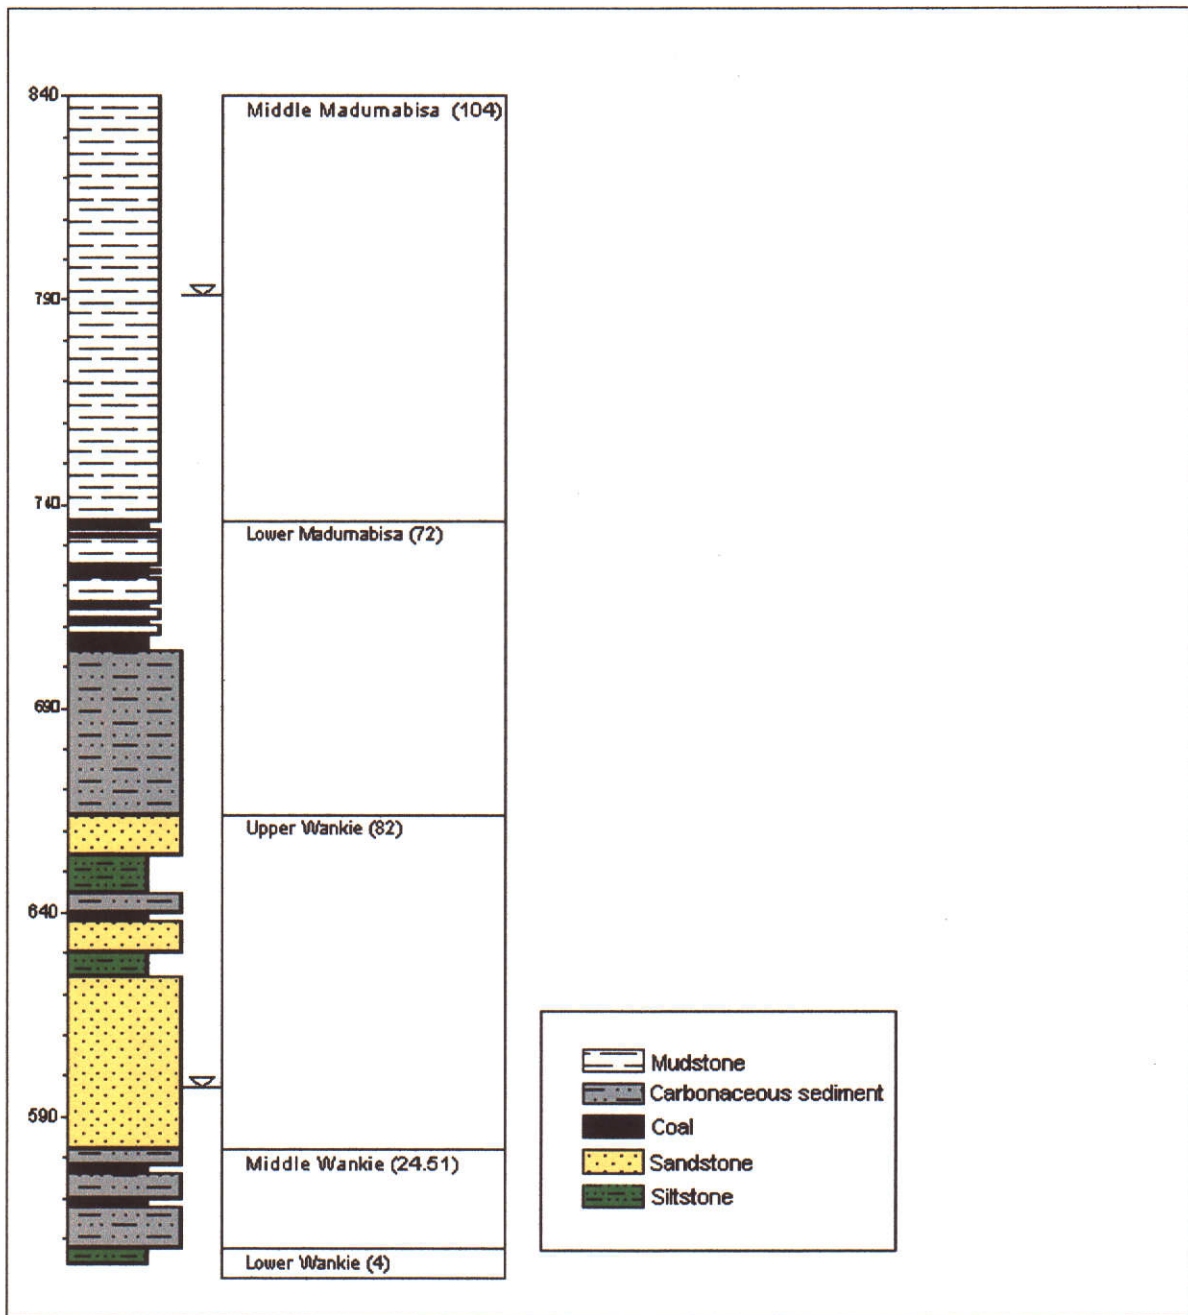 840
790
740
690
640
590
Middle Madumabisa (104)
Lower Madumabisa (72)
Upper Wankie (82)
Middle Wankie (24.51)
Lower Wankie (4)
Mudstone
Carbonaceous sediment
Coal
Sandstone
Siltstone